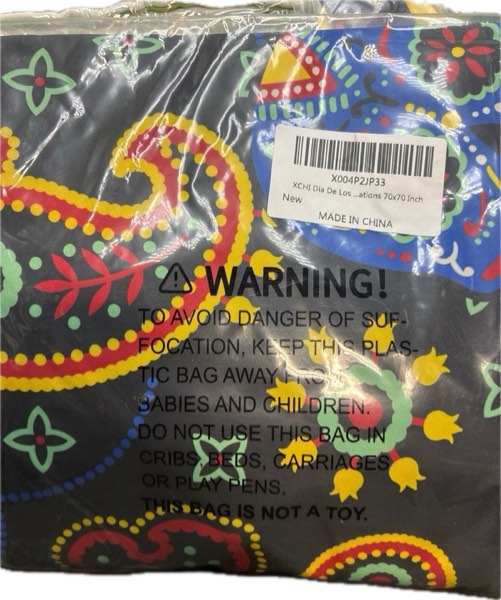 X004P2JP33
XCHI Dia De Los ...ations 70x70 Inch
New
MADE IN CHINA
WARNING!
TO AVOID DANGER OF SUF-
FOCATION, KEEP THIS PLAS-
TIC BAG AWAY FROM
BABIES AND CHILDREN.
DO NOT USE THIS BAG IN
CRIBS, BEDS, CARRIAGES
OR PLAY PENS.
THIS BAG IS NOT A TOY.